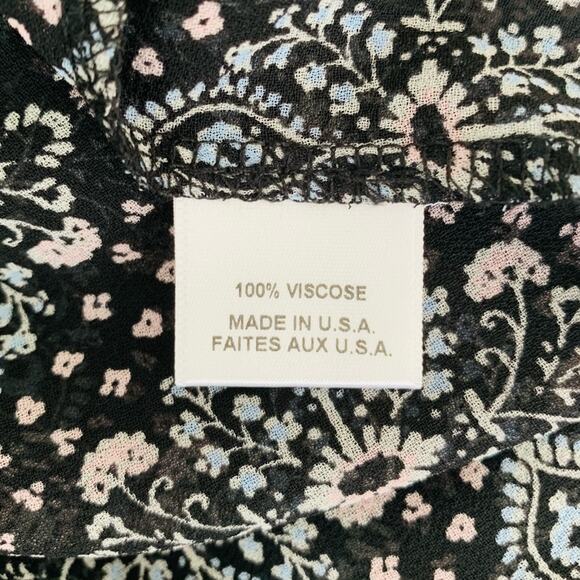 100% VISCOSE
MADE IN U.S.A.
FAITES AUX U.S.A.